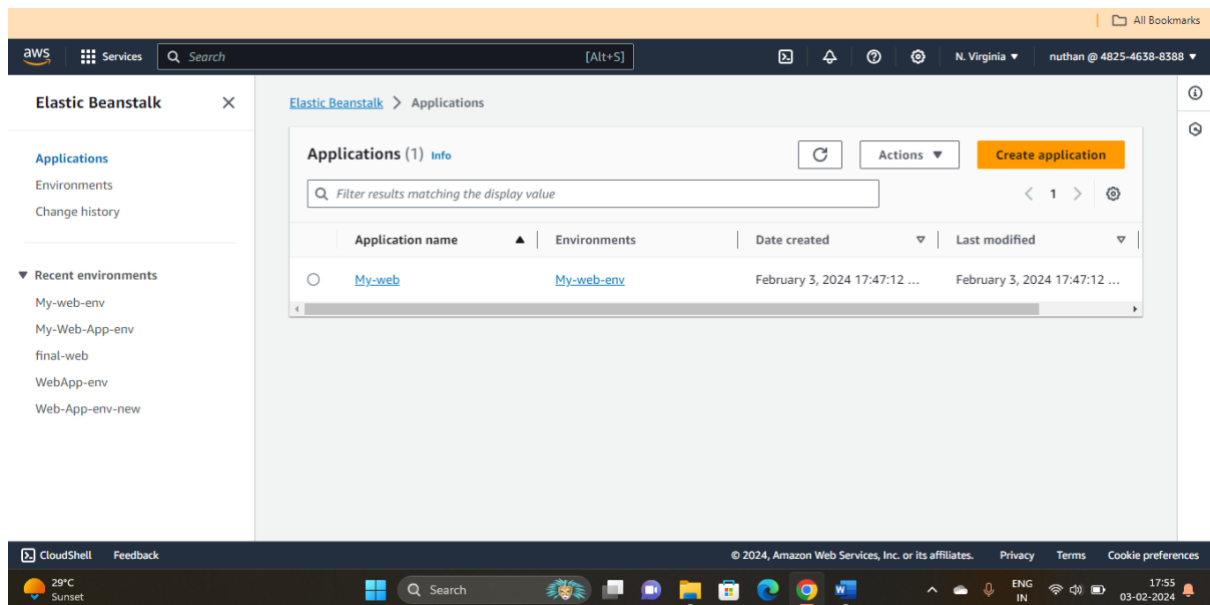 All Bookmarks
aws Services Search [Alt+S] N. Virginia ▼ nuthan @ 4825-4638-8388 ▼
Elastic Beanstalk
Elastic Beanstalk > Applications
Applications
Environments
Change history
▼ Recent environments
My-web-env
My-Web-App-env
final-web
WebApp-env
Web-App-env-new
Applications (1) Info Actions ▼ Create application
Filter results matching the display value < 1 >
Application name ▲ Environments Date created Last modified
My-web My-web-env February 3, 2024 17:47:12 ... February 3, 2024 17:47:12 ...
CloudShell Feedback © 2024, Amazon Web Services, Inc. or its affiliates. Privacy Terms Cookie preferences
29°C
Sunset
Search
ENG
IN
17:55
03-02-2024